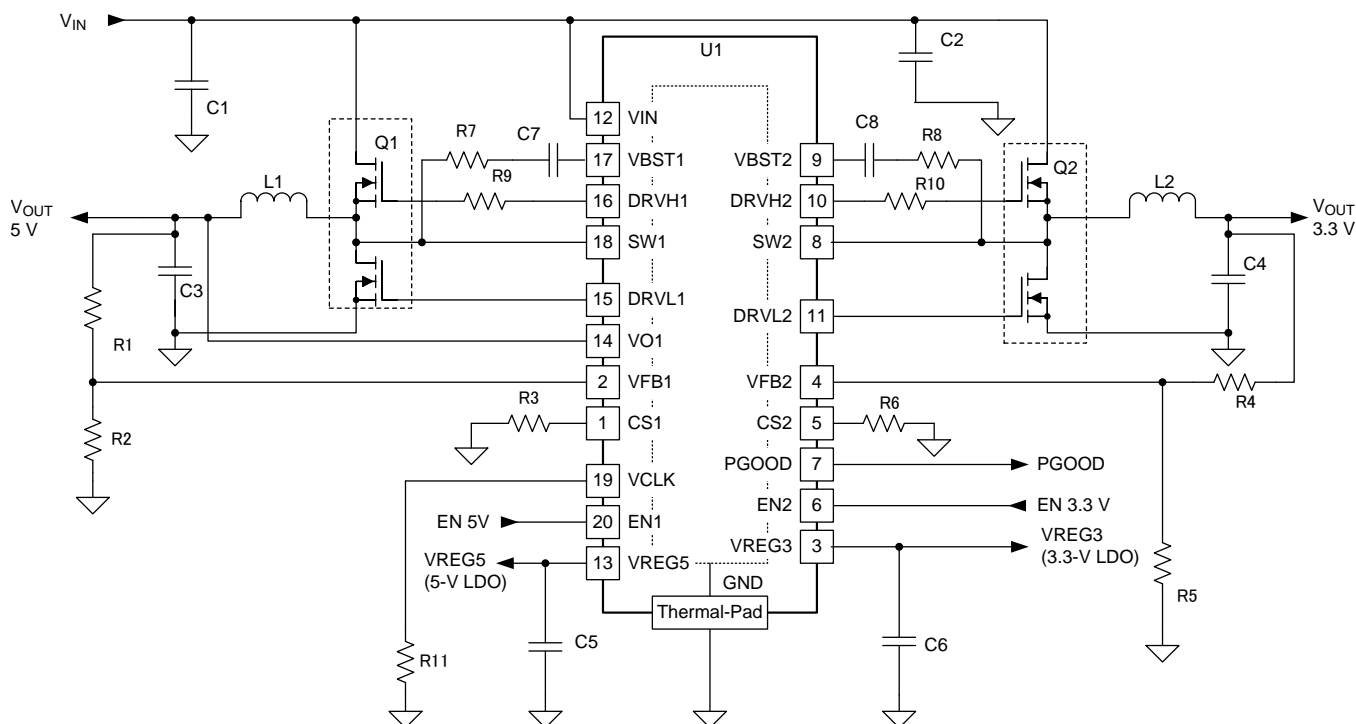 VIN
C1
U1
C2
12 VIN
Q1
R7
C7
17 VBST1
VBST2 9
C8
R8
Q2
R9
16 DRVH1
DRVH2 10
R10
L1
L2
VOUT
5 V
18 SW1
SW2 8
VOUT
3.3 V
C3
C4
15 DRVL1
DRVL2 11
R1
14 VO1
2 VFB1
VFB2 4
R4
R2
R3
1 CS1
CS2 5
R6
19 VCLK
PGOOD 7
PGOOD
EN 5V
20 EN1
EN2 6
EN 3.3 V
VREG5
(5-V LDO)
13 VREG5
VREG3 3
VREG3
(3.3-V LDO)
GND
Thermal-Pad
R5
R11
C5
C6